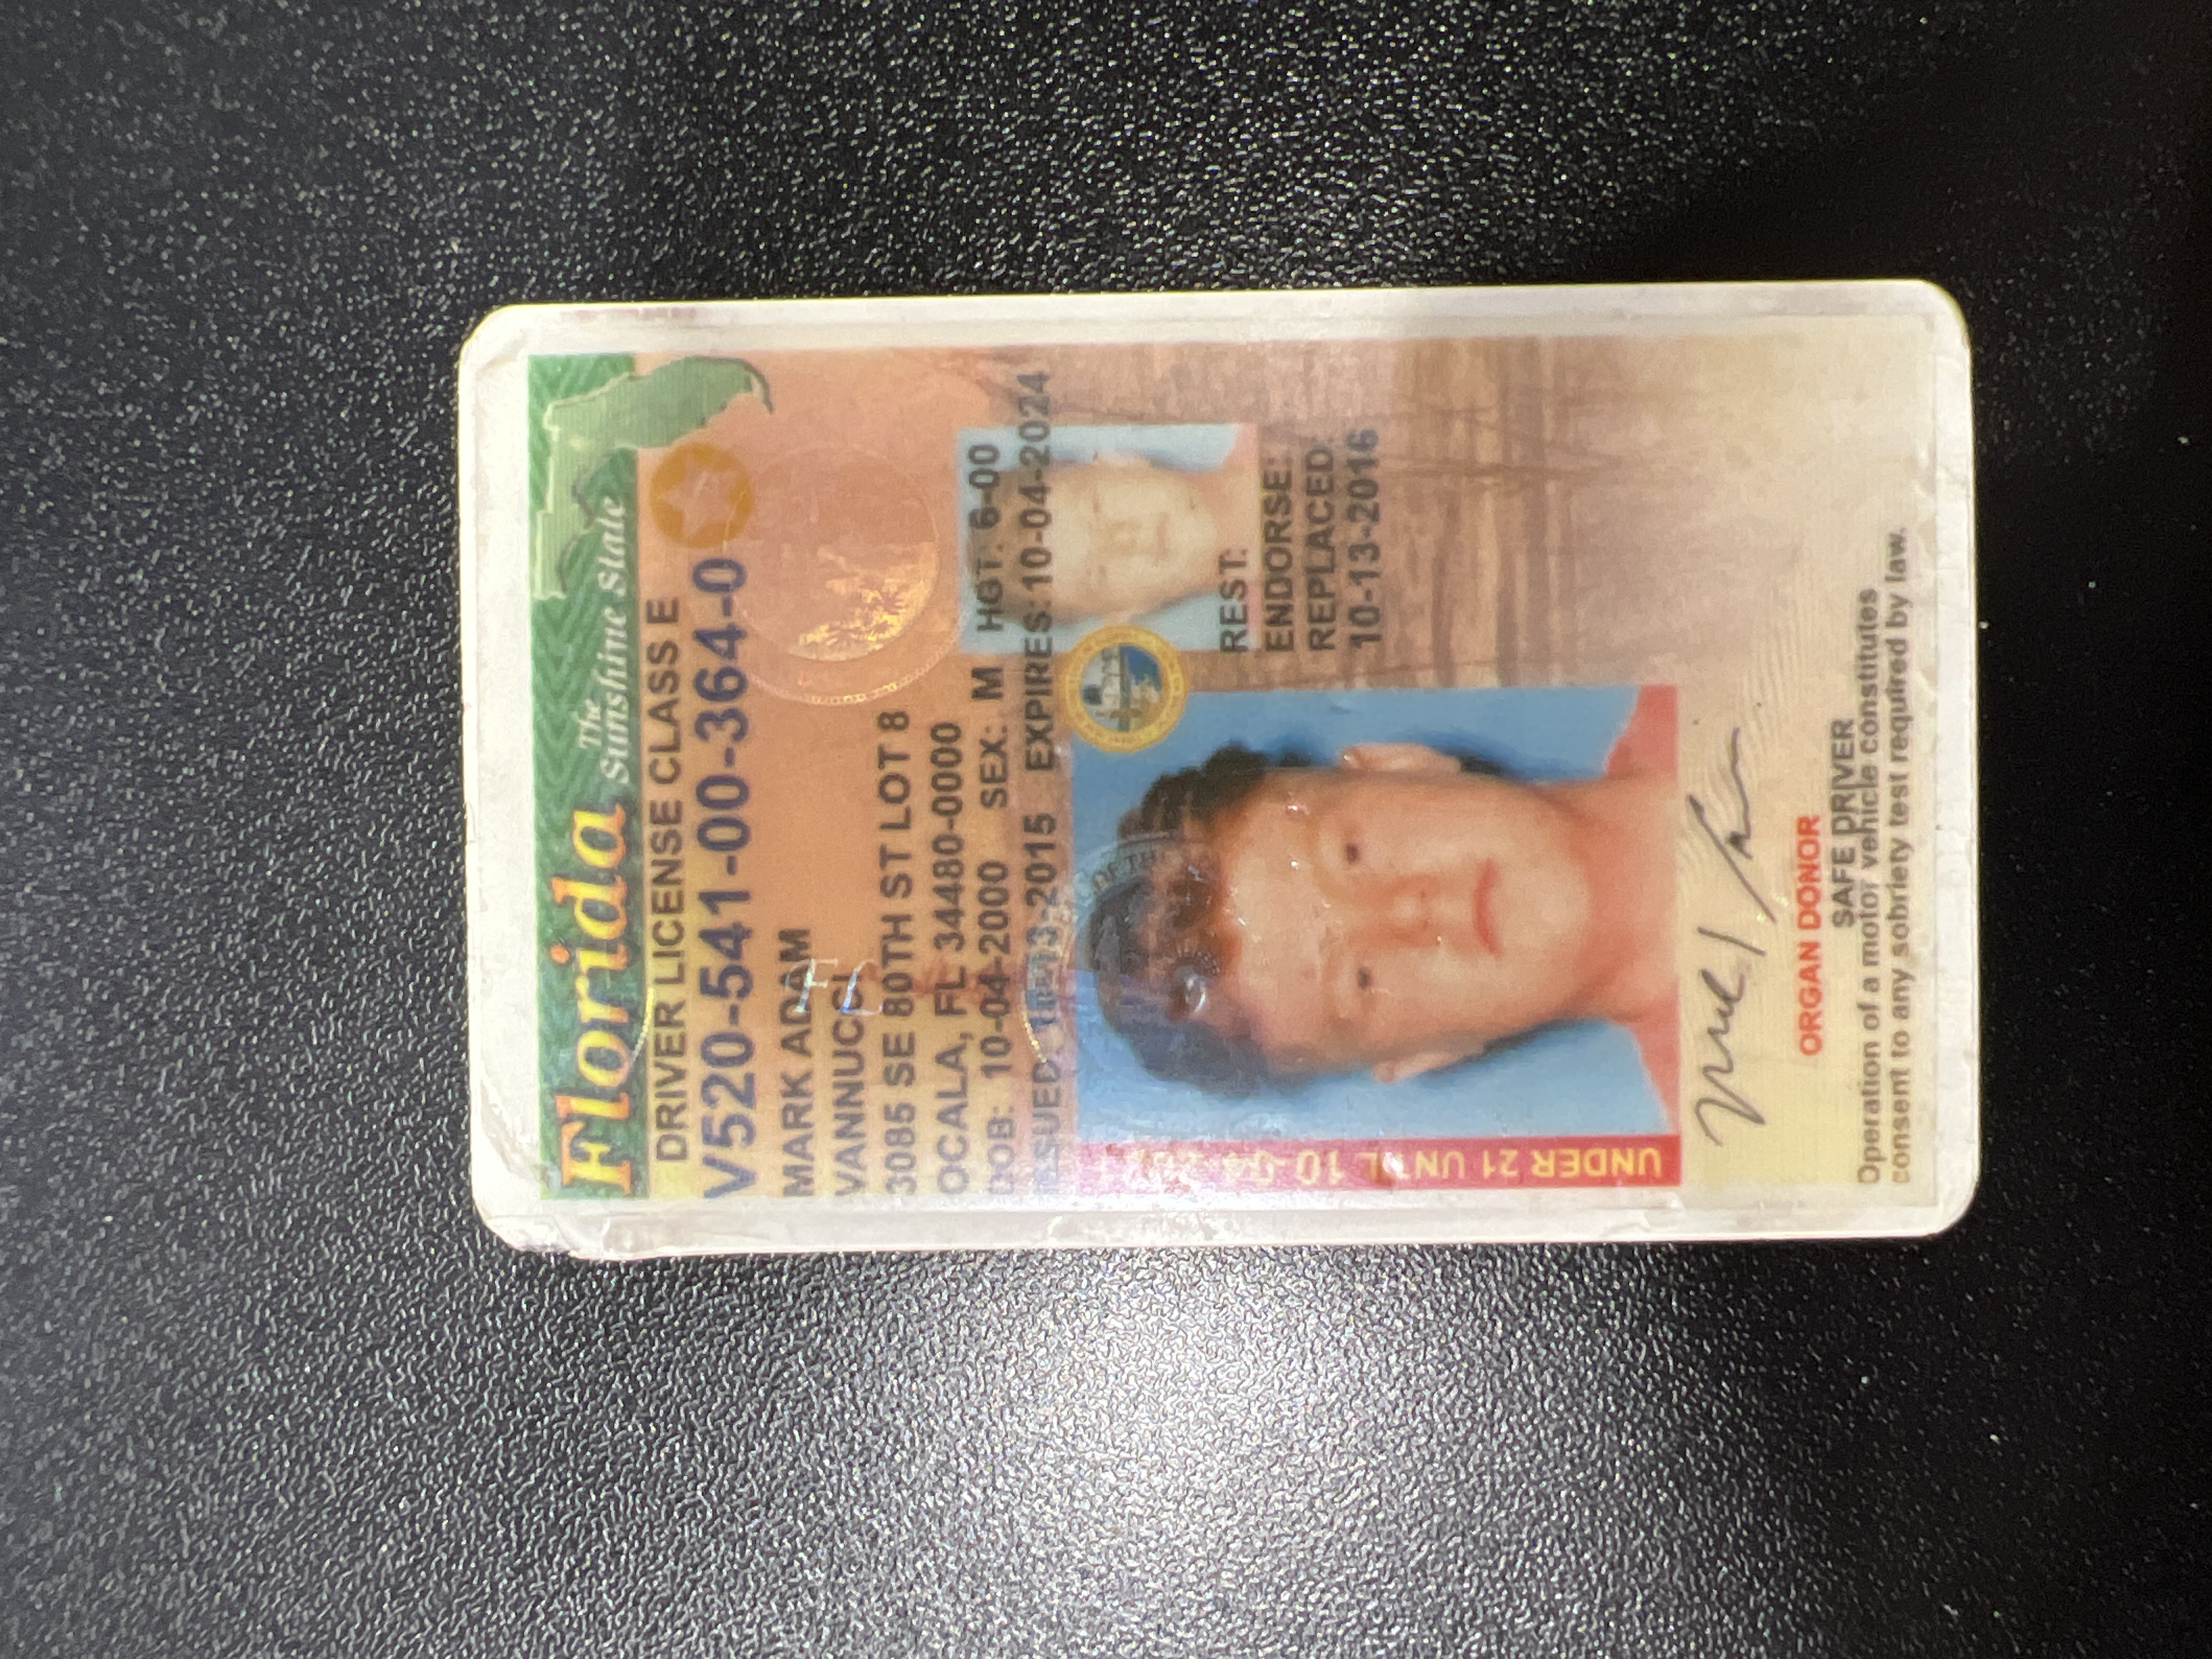 Florida
The
Sunshine State
DRIVER LICENSE CLASS E
V520-541-00-364-0
MARK ADAM
VANNUCCI
3085 SE 80TH ST LOT 8
OCALA, FL 34480-0000
DOB: 10-04-2000 SEX: M HGT: 6-00
ISSUED: 10-13-2015 EXPIRES: 10-04-2024
REST:
ENDORSE:
REPLACED:
10-13-2016
UNDER 21 UNTIL 10-04-2021
ORGAN DONOR
SAFE DRIVER
Operation of a motor vehicle constitutes
consent to any sobriety test required by law.